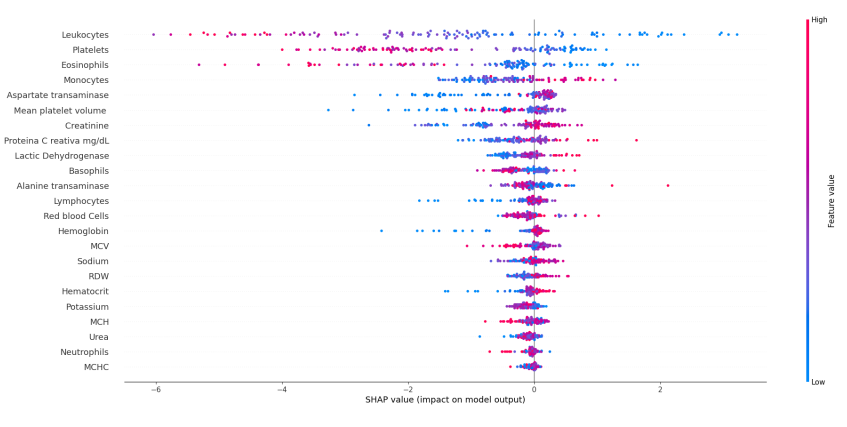 High
Leukocytes
Platelets
Eosinophils
Monocytes
Aspartate transaminase
Mean platelet volume
Creatinine
Proteina C reativa mg/dL
Lactic Dehydrogenase
Basophils
Alanine transaminase
Lymphocytes
Red blood Cells
Hemoglobin
MCV
Sodium
RDW
Hematocrit
Potassium
MCH
Urea
Neutrophils
MCHC
Feature value
Low
−6 −4 −2 0 2
SHAP value (impact on model output)